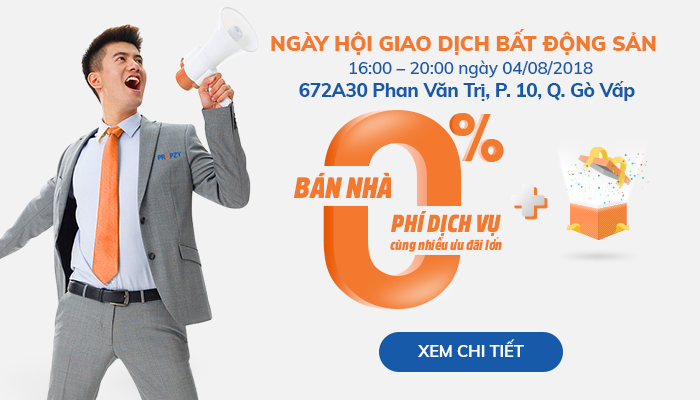 NGÀY HỘI GIAO DỊCH BẤT ĐỘNG SẢN
16:00 – 20:00 ngày 04/08/2018
672A30 Phan Văn Trị, P. 10, Q. Gò Vấp
PROPZY
0%
BÁN NHÀ
PHÍ DỊCH VỤ
cùng nhiều ưu đãi lớn
+
XEM CHI TIẾT